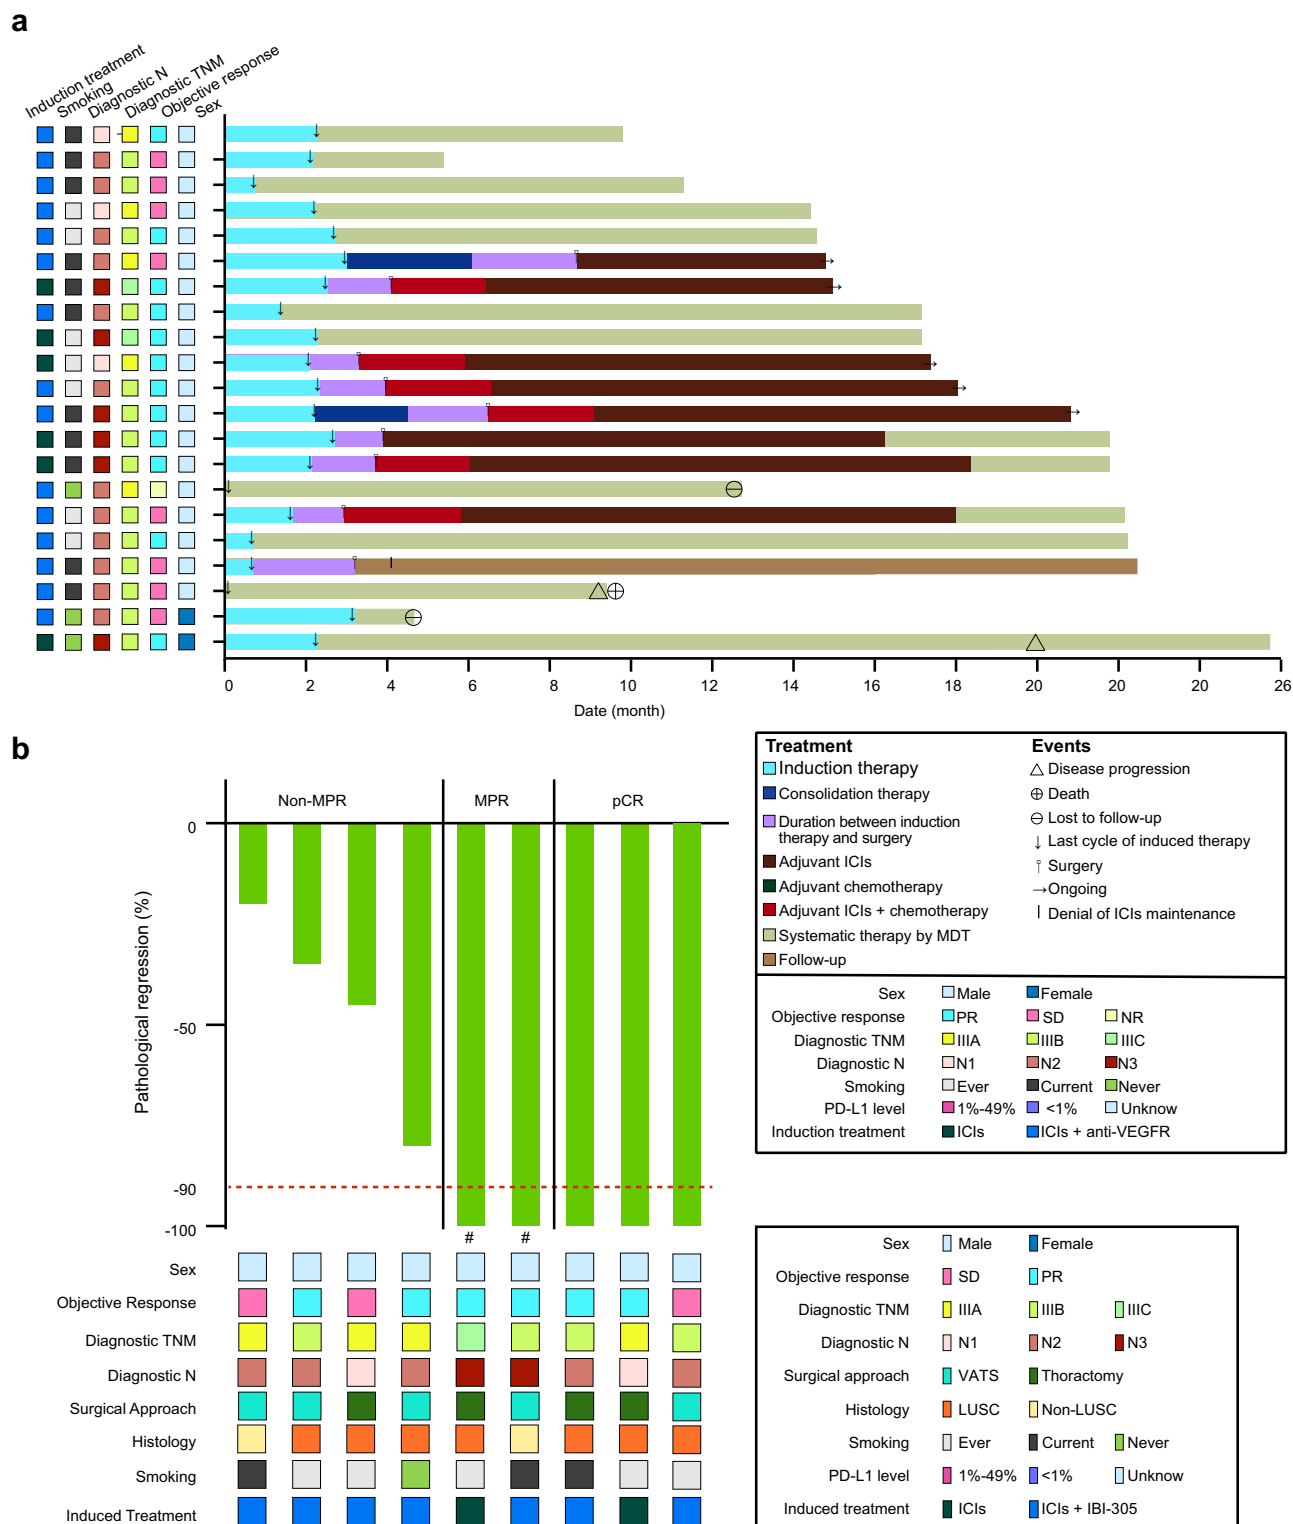 a
Induction treatment
Smoking
Diagnostic N
Diagnostic TNM
Objective response
Sex
0 2 4 6 8 10 12 14 16 18 20 20 26
Date (month)
b
Treatment
Induction therapy
Consolidation therapy
Duration between induction
therapy and surgery
Adjuvant ICIs
Adjuvant chemotherapy
Adjuvant ICIs + chemotherapy
Systematic therapy by MDT
Follow-up
Events
Disease progression
Death
Lost to follow-up
Last cycle of induced therapy
Surgery
Ongoing
Denial of ICIs maintenance
Sex Male Female
Objective response PR SD NR
Diagnostic TNM IIIA IIIB IIIC
Diagnostic N N1 N2 N3
Smoking Ever Current Never
PD-L1 level 1%-49% <1% Unknow
Induction treatment ICIs ICIs + anti-VEGFR
Non-MPR MPR pCR
Pathological regression (%)
0
-50
-90
-100
# #
Sex
Objective Response
Diagnostic TNM
Diagnostic N
Surgical Approach
Histology
Smoking
Induced Treatment
Sex Male Female
Objective response SD PR
Diagnostic TNM IIIA IIIB IIIC
Diagnostic N N1 N2 N3
Surgical approach VATS Thoractomy
Histology LUSC Non-LUSC
Smoking Ever Current Never
PD-L1 level 1%-49% <1% Unknow
Induced treatment ICIs ICIs + IBI-305